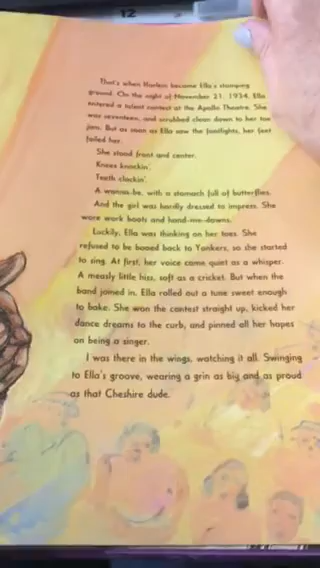 12
That's when Harlem became Ella's stomping
ground. On the night of November 21, 1934, Ella
entered a talent contest at the Apollo Theatre. She
was seventeen, and scrubbed clean down to her toe
jam. But as soon as Ella saw the footlights, her feet
failed her.
She stood front and center.
Knees knockin'.
Teeth clackin'.
A wanna-be, with a stomach full of butterflies.
And the girl was hardly dressed to impress. She
wore work boots and hand-me-downs.
Luckily, Ella was thinking on her toes. She
refused to be booed back to Yonkers, so she started
to sing. At first, her voice came quiet as a whisper.
A measly little hiss, soft as a cricket. But when the
band joined in, Ella rolled out a tune sweet enough
to bake. She won the contest straight up, kicked her
dance dreams to the curb, and pinned all her hopes
on being a singer.
I was there in the wings, watching it all. Swinging
to Ella's groove, wearing a grin as big and as proud
as that Cheshire dude.